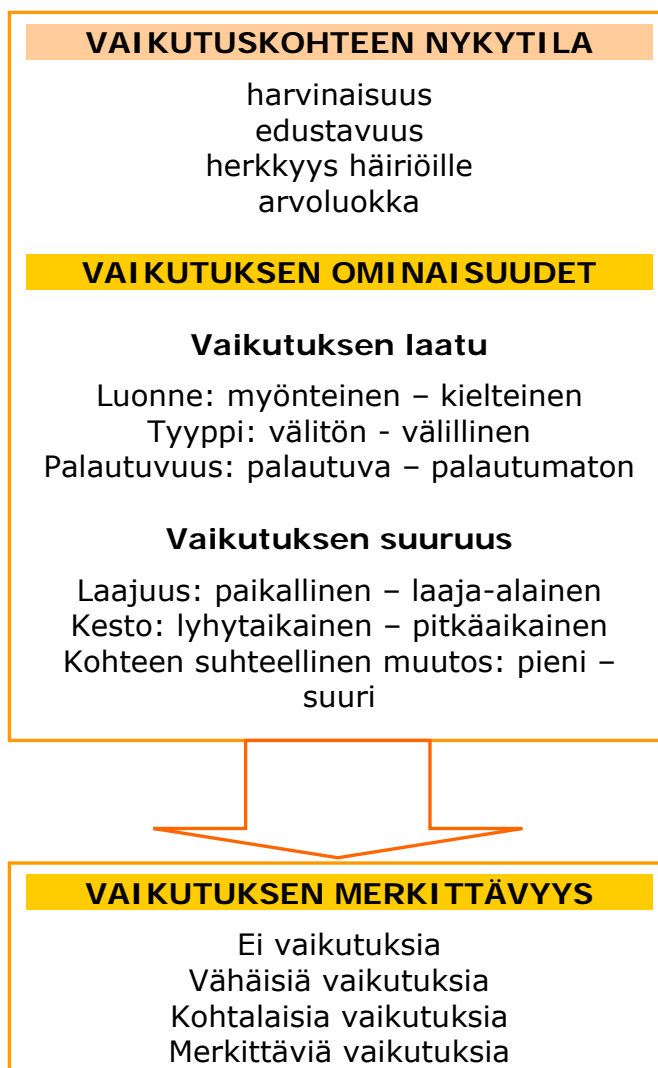 VAIKUTUSKOHTEEN NYKYTILA
harvinaisuus
edustavuus
herkkyys häiriöille
arvoluokka
VAIKUTUKSEN OMINAISUUDET
Vaikutuksen laatu
Luonne: myönteinen – kielteinen
Tyyppi: välitön - välillinen
Palautuvuus: palautuva – palautumaton
Vaikutuksen suuruus
Laajuus: paikallinen – laaja-alainen
Kesto: lyhytaikainen – pitkäaikainen
Kohteen suhteellinen muutos: pieni –
suuri
VAIKUTUKSEN MERKITTÄVYYS
Ei vaikutuksia
Vähäisiä vaikutuksia
Kohtalaisia vaikutuksia
Merkittäviä vaikutuksia